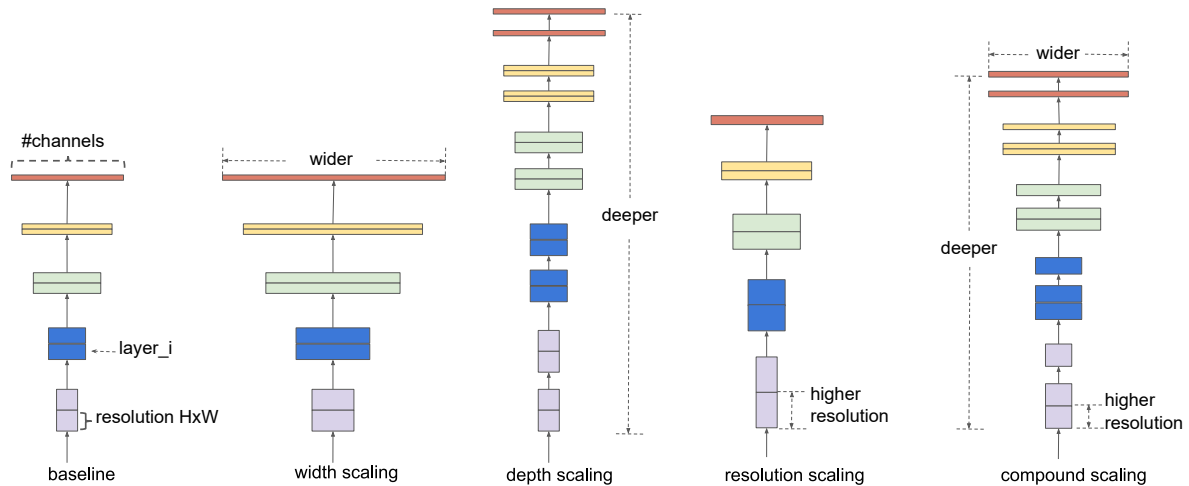 #channels
layer_i
resolution HxW
baseline
wider
width scaling
deeper
depth scaling
higher
resolution
resolution scaling
wider
deeper
higher
resolution
compound scaling